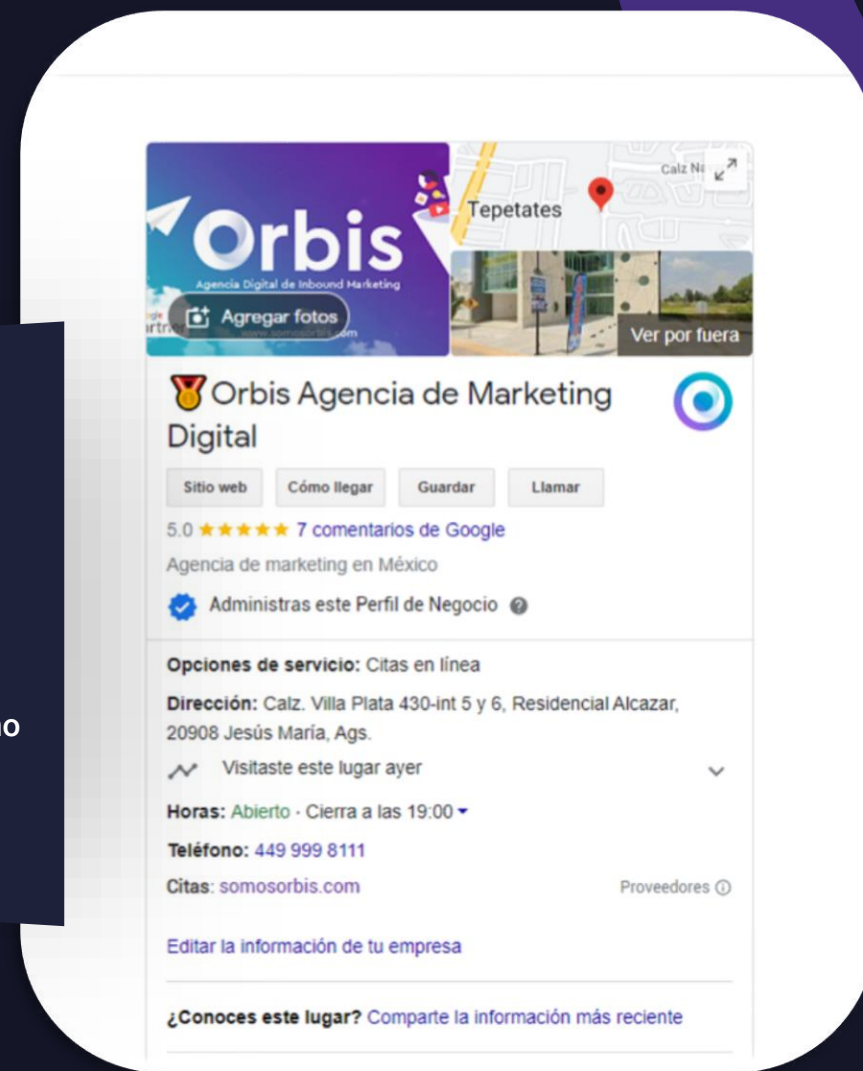 Orbis
Agencia Digital de Inbound Marketing
Agregar fotos
Calz
Tepetates
Ver por fuera
🏅Orbis Agencia de Marketing
Digital
Sitio web
Cómo llegar
Guardar
Llamar
5.0 ★★★★★ 7 comentarios de Google
Agencia de marketing en México
Administras este Perfil de Negocio
Opciones de servicio: Citas en línea
Dirección: Calz. Villa Plata 430-int 5 y 6, Residencial Alcazar,
20908 Jesús María, Ags.
Visitaste este lugar ayer
Horas: Abierto · Cierra a las 19:00
Teléfono: 449 999 8111
Citas: somosorbis.com
Proveedores
Editar la información de tu empresa
¿Conoces este lugar? Comparte la información más reciente